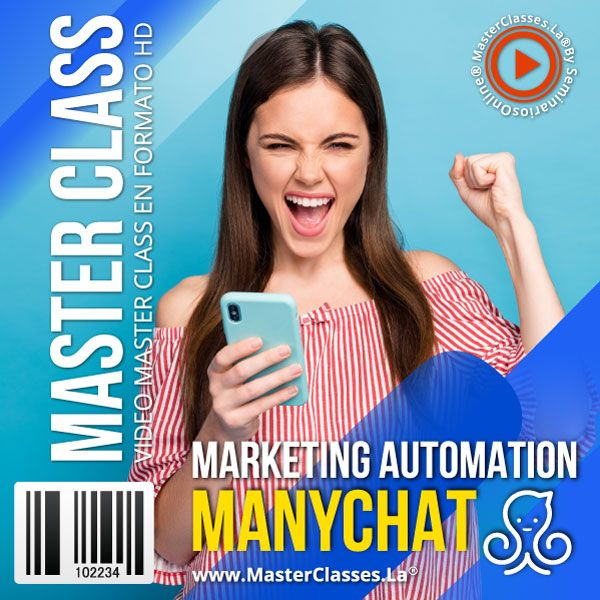 MASTER CLASS
VIDEO MASTER CLASS EN FORMATO HD
MasterClasses.La®By SeminariosOnline®
MARKETING AUTOMATION
MANYCHAT
102234
www.MasterClasses.La®